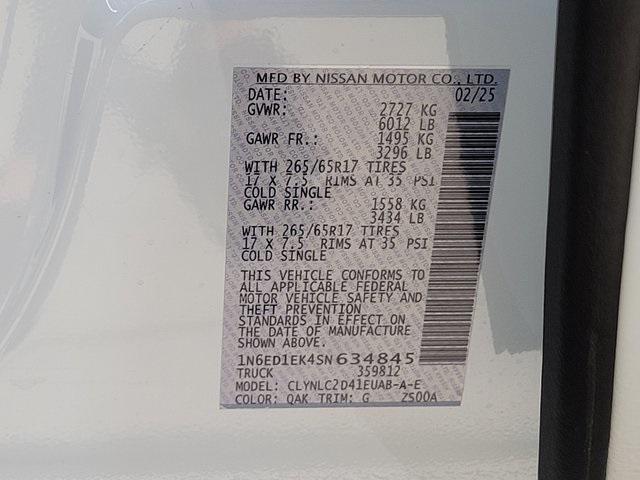 MFD BY NISSAN MOTOR CO., LTD.
DATE: 02/25
GVWR: 2727 KG
6012 LB
GAWR FR.: 1495 KG
3296 LB
WITH 265/65R17 TIRES
17 X 7.5 RIMS AT 35 PSI
COLD SINGLE
GAWR RR.: 1558 KG
3434 LB
WITH 265/65R17 TIRES
17 X 7.5 RIMS AT 35 PSI
COLD SINGLE
THIS VEHICLE CONFORMS TO
ALL APPLICABLE FEDERAL
MOTOR VEHICLE SAFETY AND
THEFT PREVENTION
STANDARDS IN EFFECT ON
THE DATE OF MANUFACTURE
SHOWN ABOVE.
1N6ED1EK4SN634845
TRUCK 359812
MODEL: CLYNLC2D41EUAB-A-E
COLOR: QAK TRIM: G ZS00A